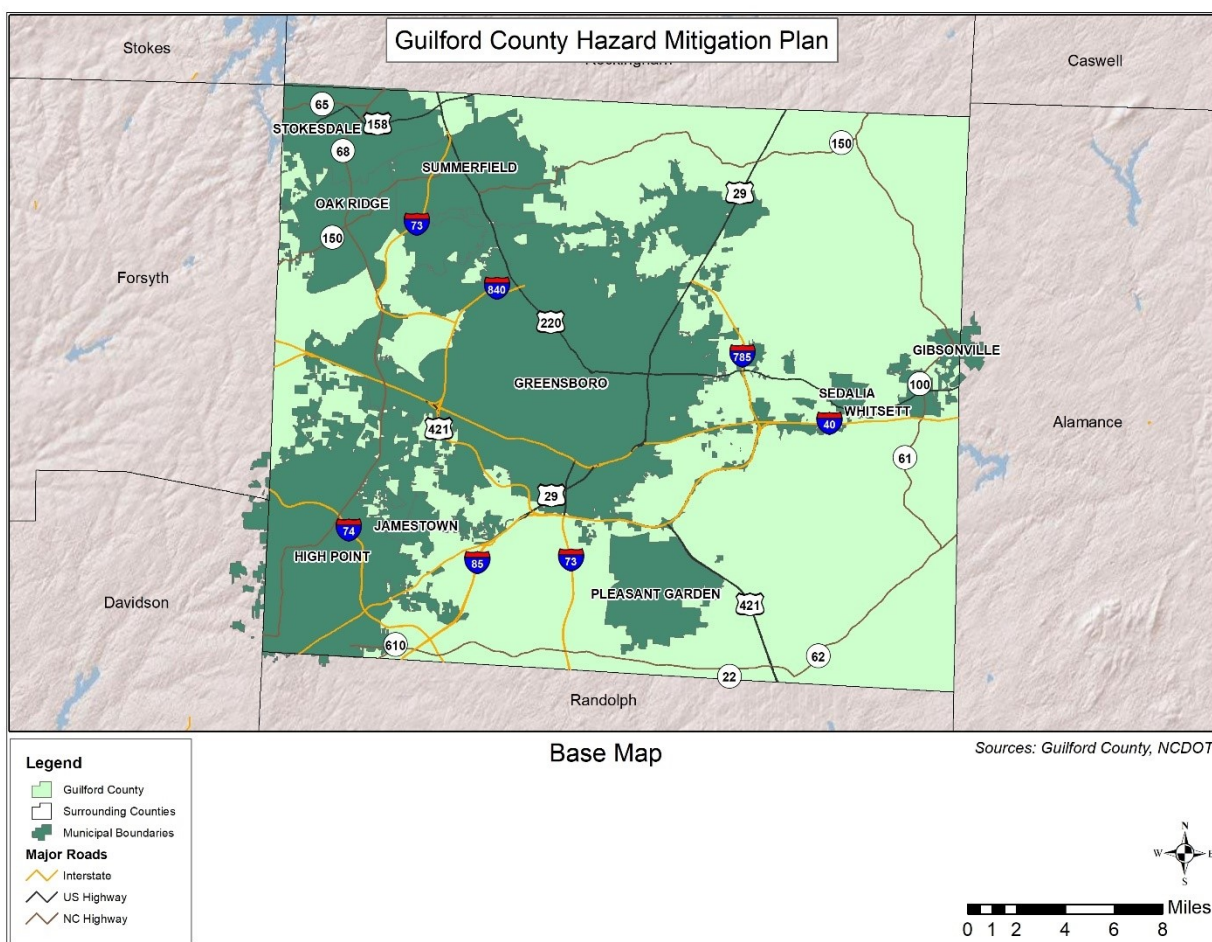 Guilford County Hazard Mitigation Plan
Stokes
Rockingham
Caswell
65
158
STOKESDALE
68
150
SUMMERFIELD
29
OAK RIDGE
73
150
Forsyth
840
220
785
GIBSONVILLE
GREENSBORO
100
SEDALIA
WHITSETT
421
40
Alamance
61
29
74
JAMESTOWN
HIGH POINT
85
73
PLEASANT GARDEN
Davidson
421
610
62
22
Randolph
Base Map
Sources: Guilford County, NCDOT
Legend
Guilford County
Surrounding Counties
Municipal Boundaries
Major Roads
Interstate
US Highway
NC Highway
N
W E
S
Miles
0 1 2 4 6 8